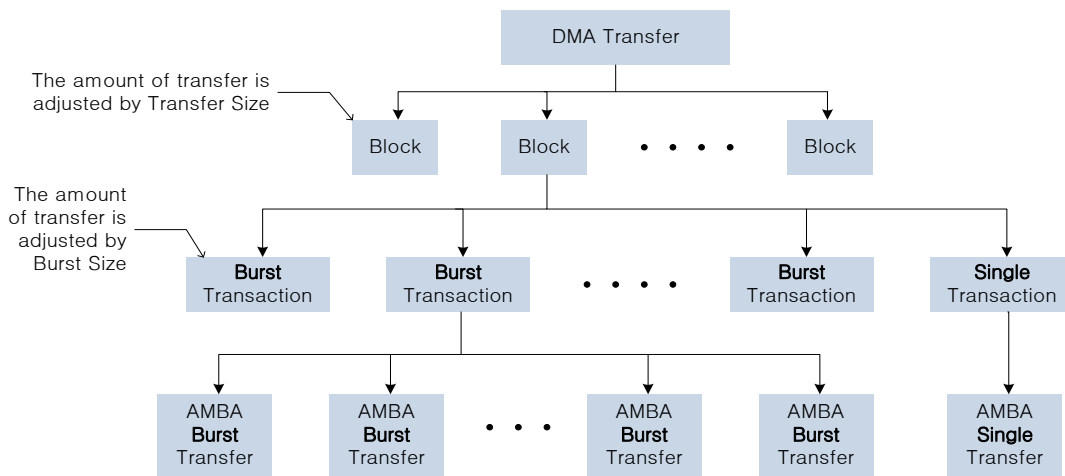 DMA Transfer
The amount of transfer is
adjusted by Transfer Size
Block
Block
Block
The amount
of transfer is
adjusted by
Burst Size
Burst
Transaction
Burst
Transaction
Burst
Transaction
Single
Transaction
AMBA
Burst
Transfer
AMBA
Burst
Transfer
AMBA
Burst
Transfer
AMBA
Burst
Transfer
AMBA
Single
Transfer